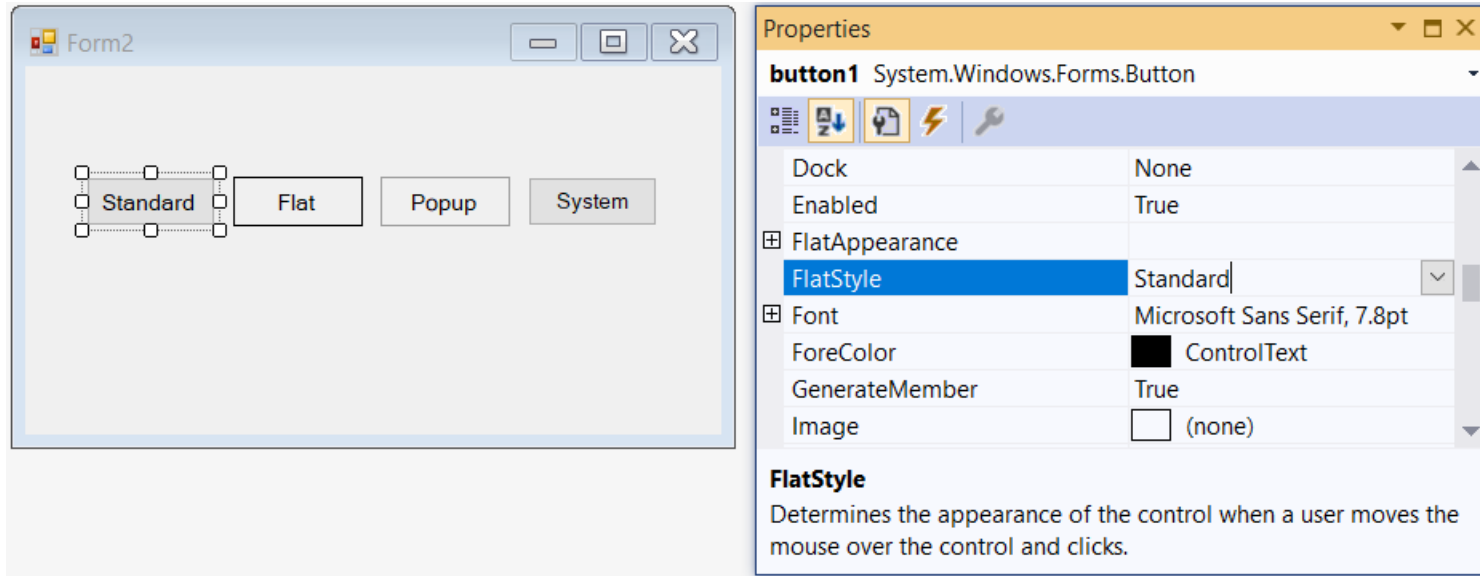 Form2
Standard
Flat
Popup
System
Properties
button1 System.Windows.Forms.Button
Dock None
Enabled True
FlatAppearance
FlatStyle Standard
Font Microsoft Sans Serif, 7.8pt
ForeColor ControlText
GenerateMember True
Image (none)
FlatStyle
Determines the appearance of the control when a user moves the
mouse over the control and clicks.